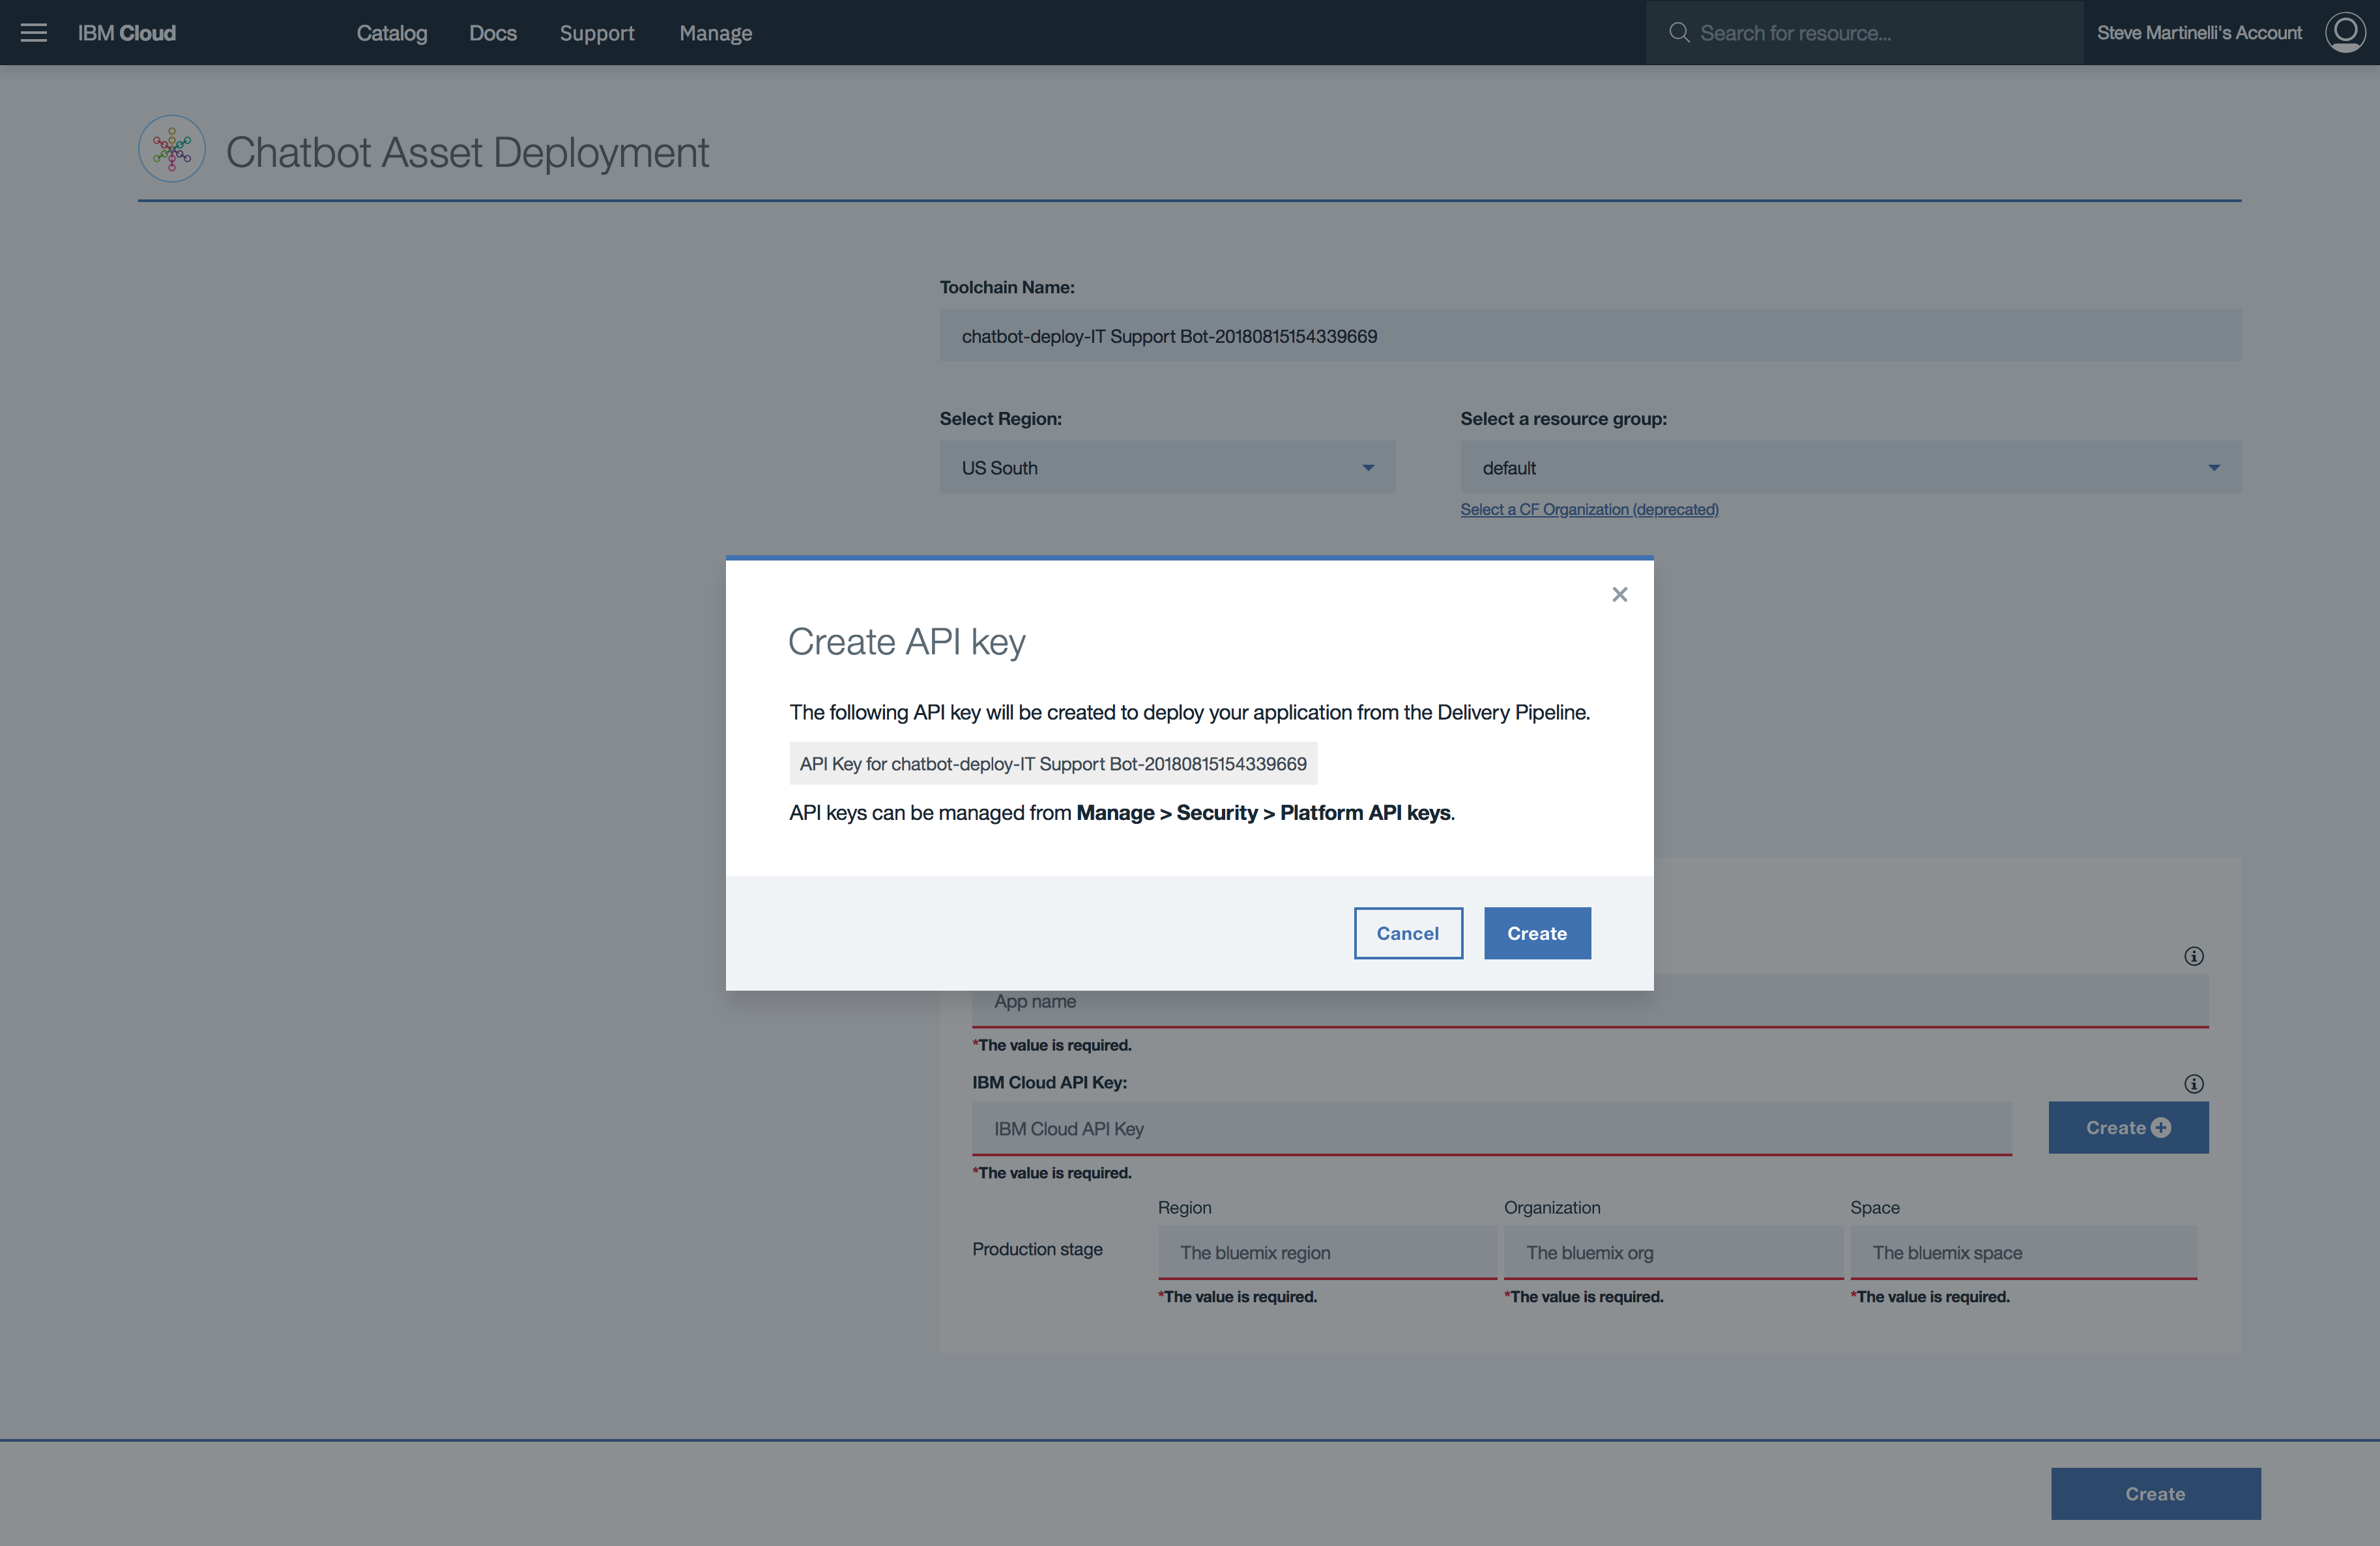 IBM Cloud
Catalog
Docs
Support
Manage
Search for resource...
Steve Martinelli's Account
Chatbot Asset Deployment
Toolchain Name:
chatbot-deploy-IT Support Bot-20180815154339669
Select Region:
Select a resource group:
US South
default
Select a CF Organization (deprecated)
Create API key
The following API key will be created to deploy your application from the Delivery Pipeline.
API Key for chatbot-deploy-IT Support Bot-20180815154339669
API keys can be managed from Manage > Security > Platform API keys.
Cancel
Create
App name
*The value is required.
IBM Cloud API Key:
IBM Cloud API Key
Create
*The value is required.
Region
Organization
Space
Production stage
The bluemix region
The bluemix org
The bluemix space
*The value is required.
*The value is required.
*The value is required.
Create